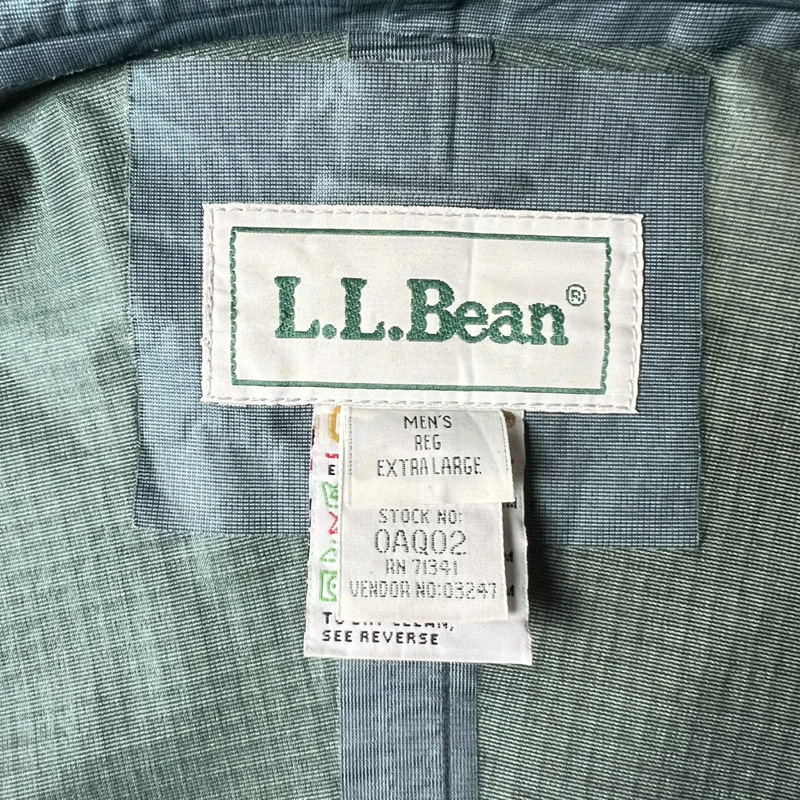 L.L.Bean®
MEN'S
REG
EXTRA LARGE
STOCK NO:
0AQ02
RN 71341
VENDOR NO:03247
SEE REVERSE